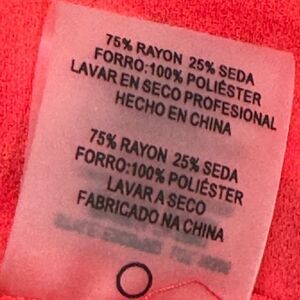 75% RAYON 25% SEDA
FORRO:100% POLIÉSTER
LAVAR EN SECO PROFESIONAL
HECHO EN CHINA
75% RAYON 25% SEDA
FORRO:100% POLIÉSTER
LAVAR A SECO
FABRICADO NA CHINA